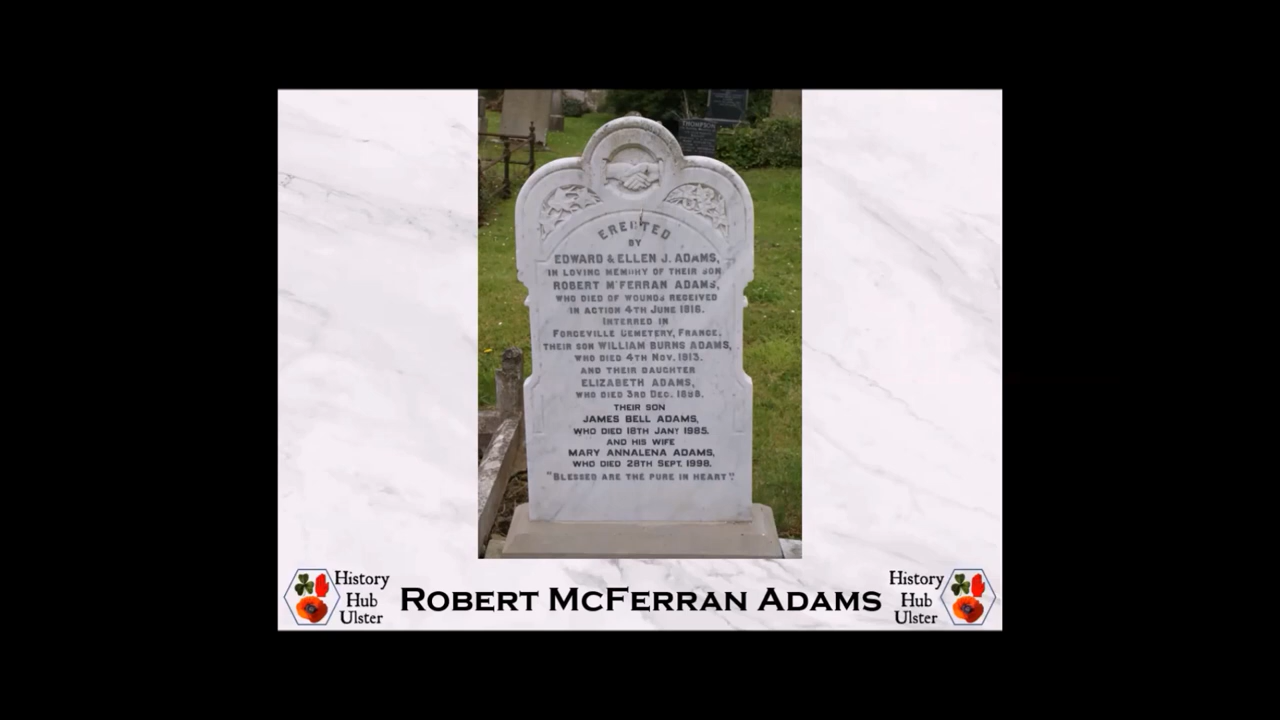 THOMPSON
ERECTED
BY
EDWARD & ELLEN J. ADAMS,
IN LOVING MEMORY OF THEIR SON
ROBERT M'FERRAN ADAMS,
WHO DIED OF WOUNDS RECEIVED
IN ACTION 4TH JUNE 1916.
INTERRED IN
FORCEVILLE CEMETERY, FRANCE.
THEIR SON WILLIAM BURNS ADAMS,
WHO DIED 4TH NOV. 1913.
AND THEIR DAUGHTER
ELIZABETH ADAMS,
WHO DIED 3RD DEC. 1898.
THEIR SON
JAMES BELL ADAMS,
WHO DIED 18TH JANY 1985.
AND HIS WIFE
MARY ANNALENA ADAMS,
WHO DIED 28TH SEPT. 1998.
"BLESSED ARE THE PURE IN HEART".
History
Hub
Ulster
ROBERT MCFERRAN ADAMS
History
Hub
Ulster